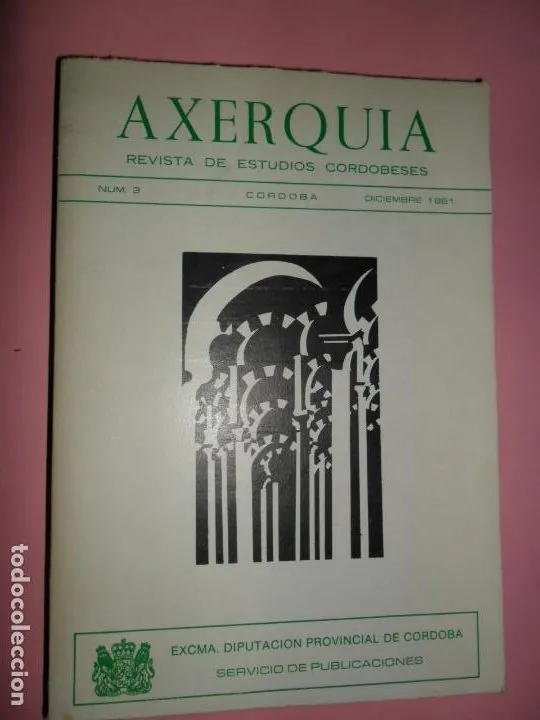 AXERQUIA
REVISTA DE ESTUDIOS CORDOBESES
NUM. 3 CORDOBA DICIEMBRE 1981
EXCMA. DIPUTACION PROVINCIAL DE CORDOBA
SERVICIO DE PUBLICACIONES
todocoleccion